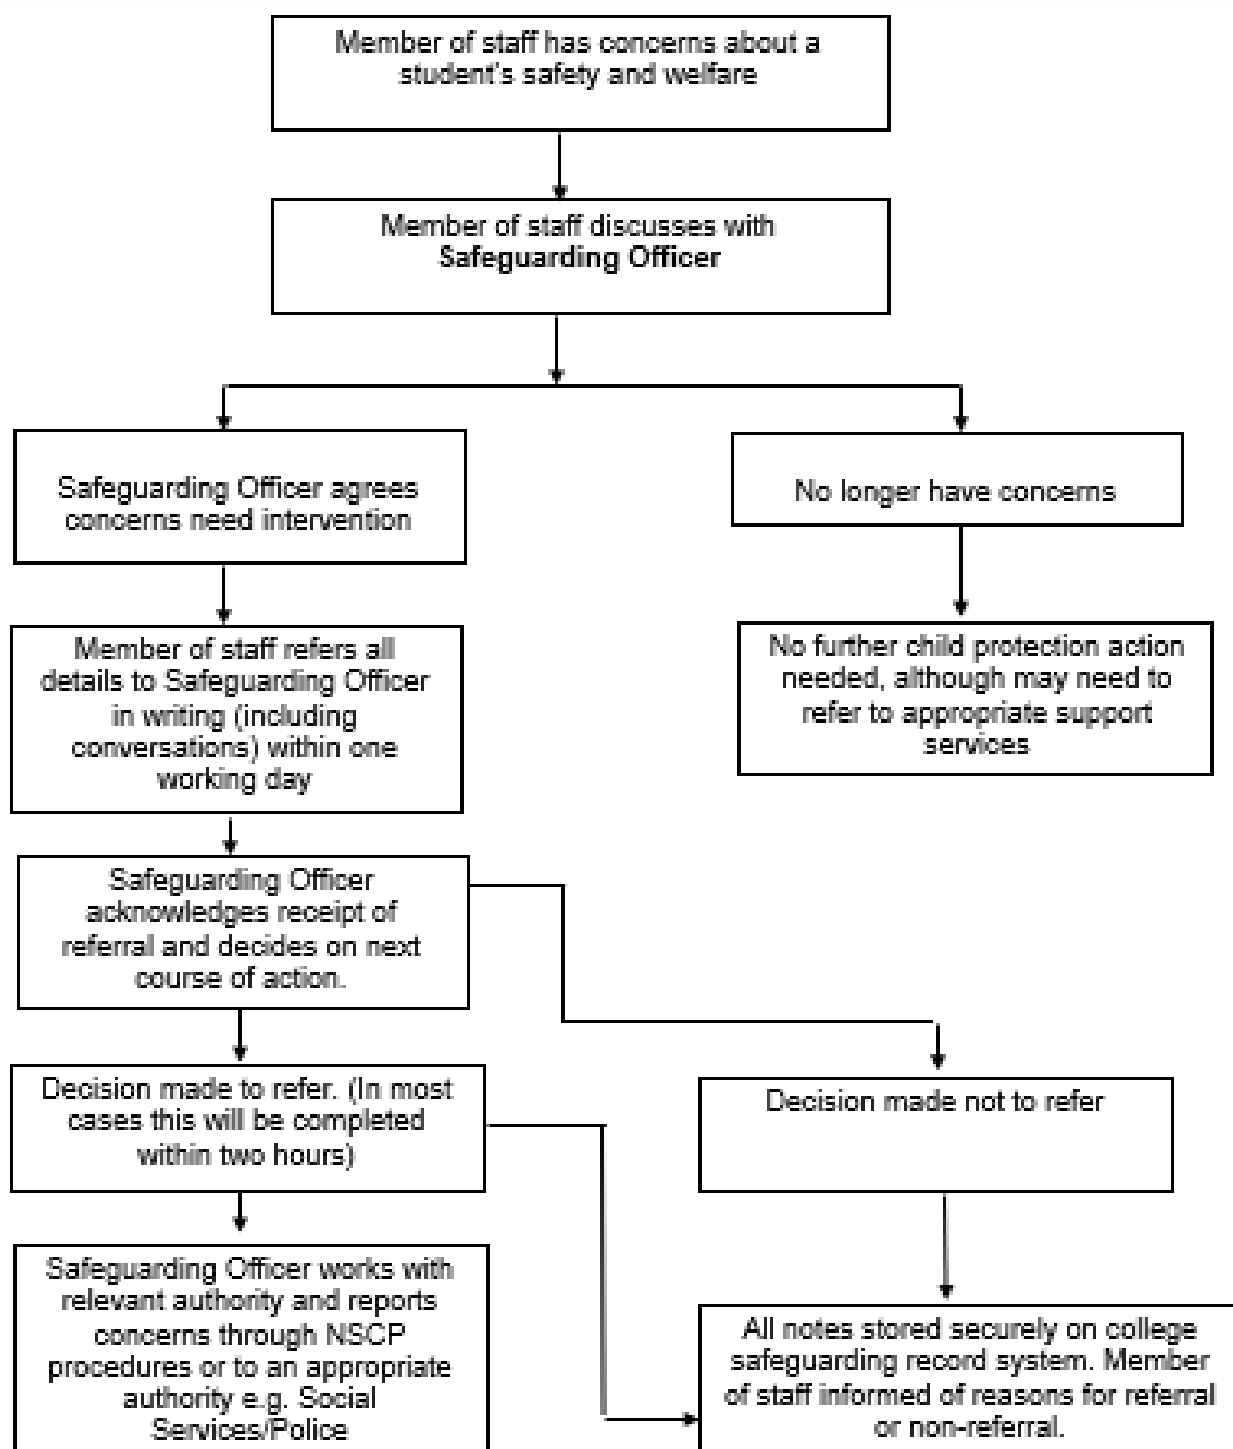 Member of staff has concerns about a
student's safety and welfare
Member of staff discusses with
Safeguarding Officer
Safeguarding Officer agrees
concerns need intervention
No longer have concerns
Member of staff refers all
details to Safeguarding Officer
in writing (including
conversations) within one
working day
No further child protection action
needed, although may need to
refer to appropriate support
services
Safeguarding Officer
acknowledges receipt of
referral and decides on next
course of action.
Decision made to refer. (In most
cases this will be completed
within two hours)
Decision made not to refer
Safeguarding Officer works with
relevant authority and reports
concerns through NSCP
procedures or to an appropriate
authority e.g. Social
Services/Police
All notes stored securely on college
safeguarding record system. Member
of staff informed of reasons for referral
or non-referral.